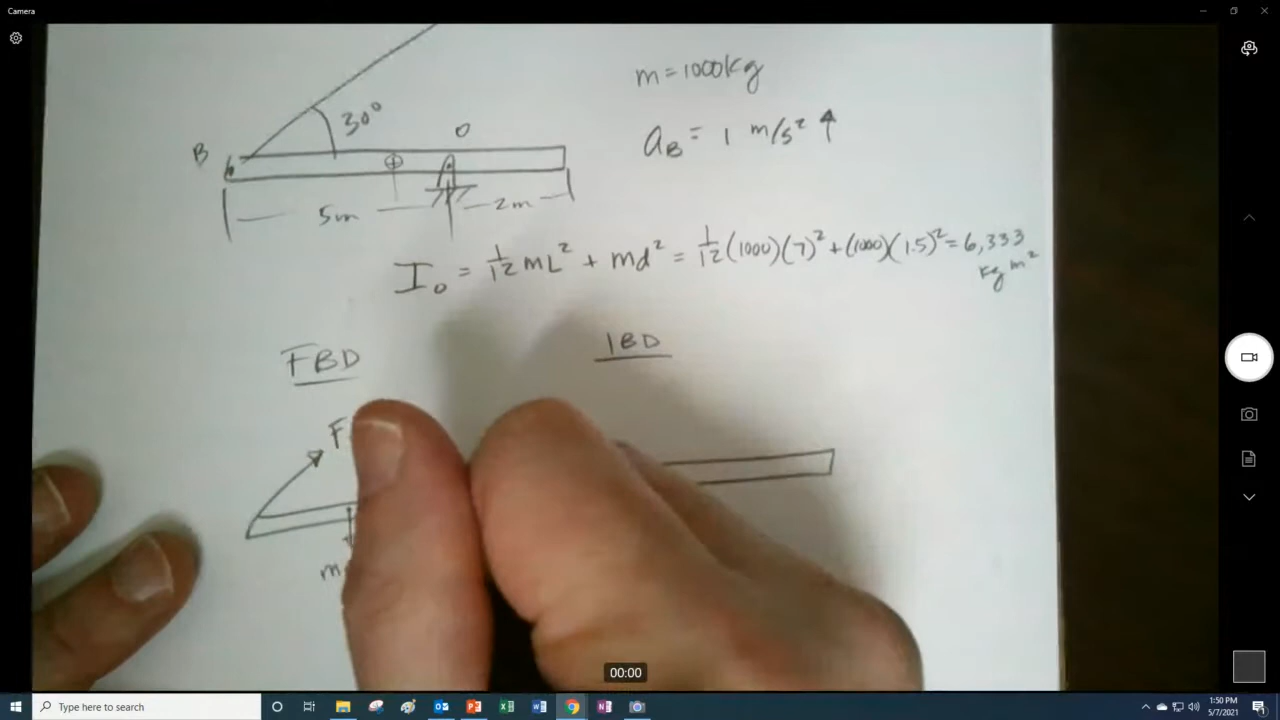 Camera
m = 1000kg
30°
O
B
a_B = 1 m/s² ↑
5m
2m
I_o = 1/12 mL² + md² = 1/12 (1000)(7)² + (1000)(1.5)² = 6,333
kg m²
FBD
IBD
F
m
00:00
Type here to search
1:50 PM
5/7/2021